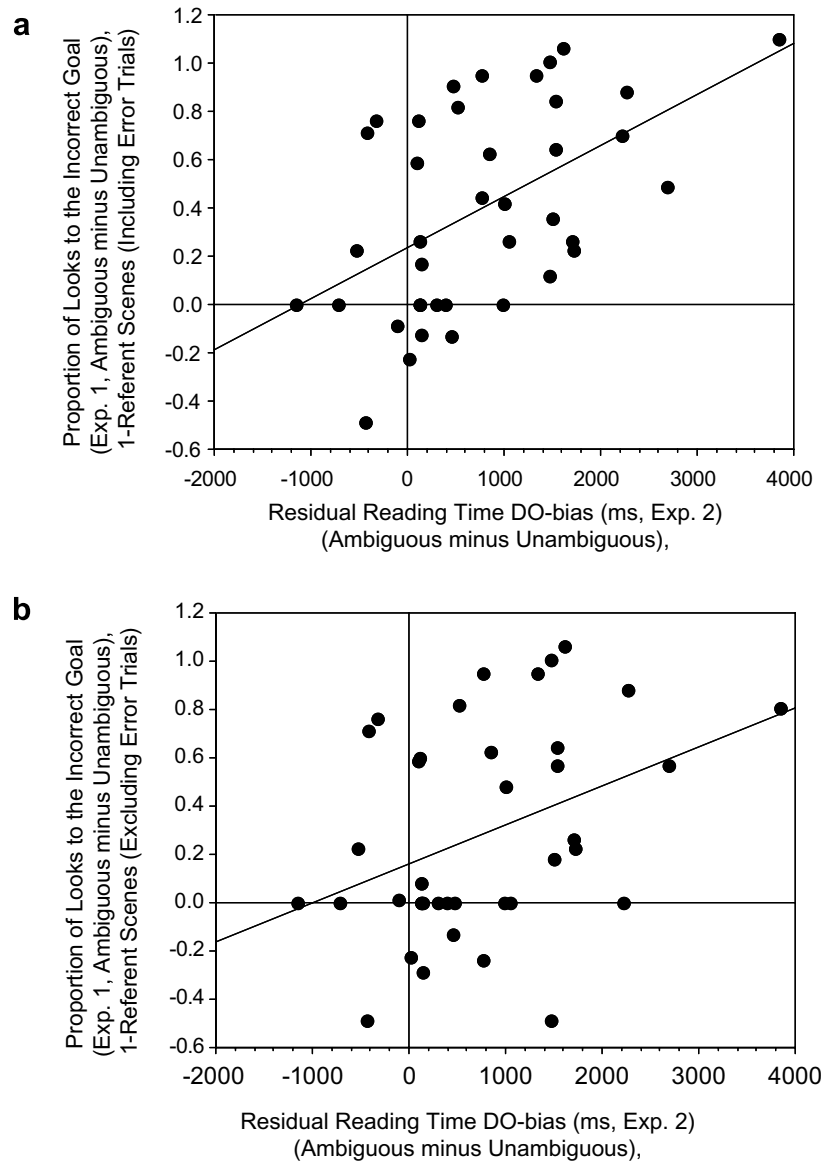 a
Proportion of Looks to the Incorrect Goal
(Exp. 1, Ambiguous minus Unambiguous),
1-Referent Scenes (Including Error Trials)
1.2
1.0
0.8
0.6
0.4
0.2
0.0
-0.2
-0.4
-0.6
-2000 -1000 0 1000 2000 3000 4000
Residual Reading Time DO-bias (ms, Exp. 2)
(Ambiguous minus Unambiguous),
b
Proportion of Looks to the Incorrect Goal
(Exp. 1, Ambiguous minus Unambiguous),
1-Referent Scenes (Excluding Error Trials)
1.2
1.0
0.8
0.6
0.4
0.2
0.0
-0.2
-0.4
-0.6
-2000 -1000 0 1000 2000 3000 4000
Residual Reading Time DO-bias (ms, Exp. 2)
(Ambiguous minus Unambiguous),